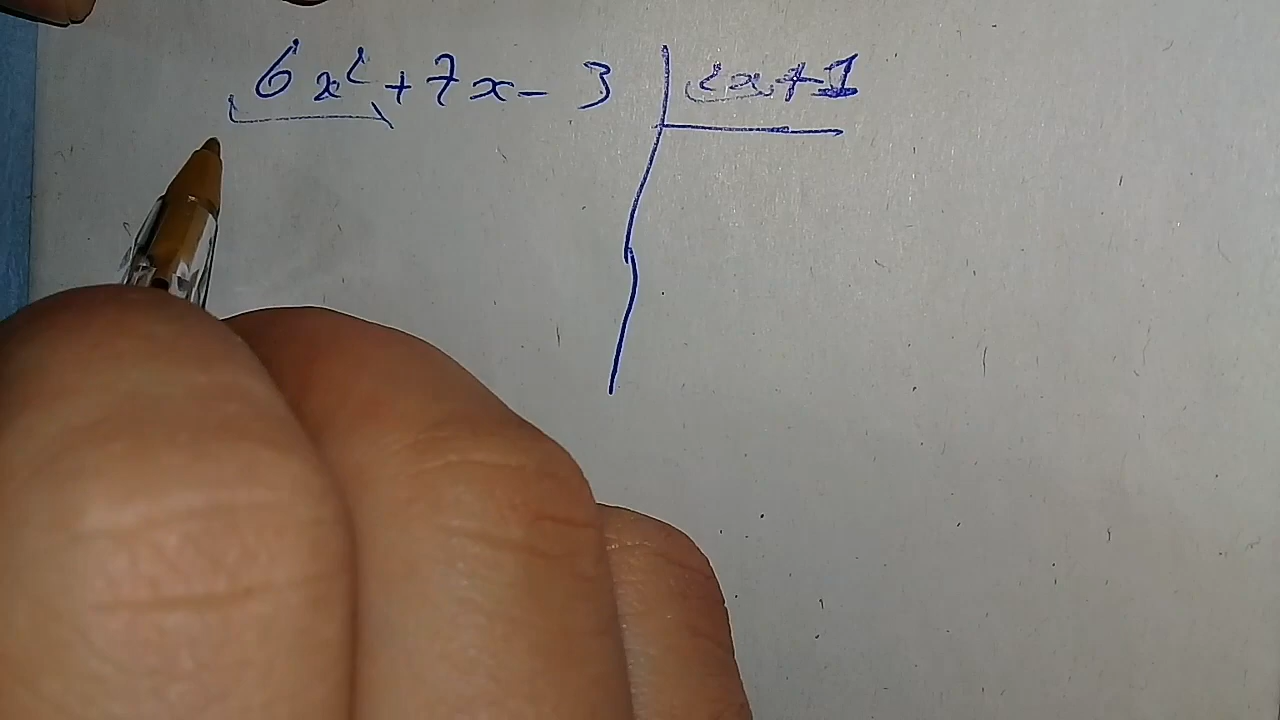 6x² + 7x - 3 | 2x + 1